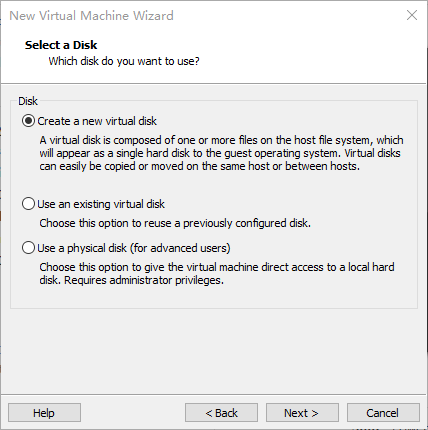 New Virtual Machine Wizard
Select a Disk
Which disk do you want to use?
Disk
Create a new virtual disk
A virtual disk is composed of one or more files on the host file system, which
will appear as a single hard disk to the guest operating system. Virtual disks
can easily be copied or moved on the same host or between hosts.
Use an existing virtual disk
Choose this option to reuse a previously configured disk.
Use a physical disk (for advanced users)
Choose this option to give the virtual machine direct access to a local hard
disk. Requires administrator privileges.
Help
< Back
Next >
Cancel